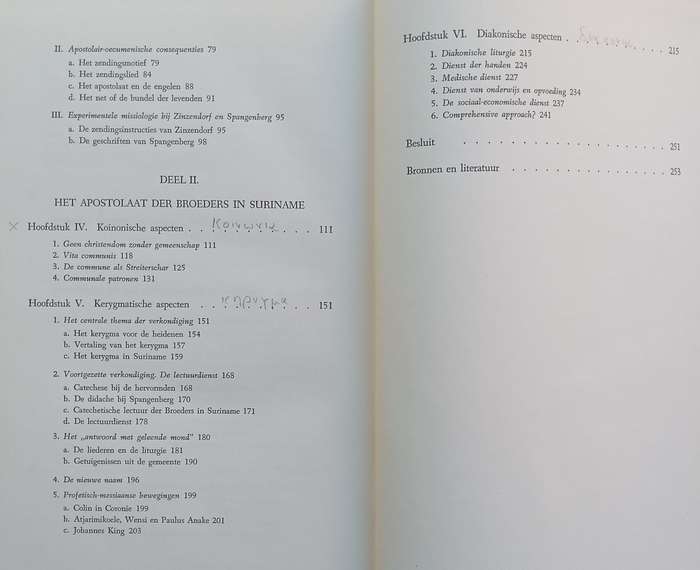 II. Apostolair-oecumenische consequenties 79
a. Het zendingsmotief 79
b. Het zendingslied 84
c. Het apostolaat en de engelen 88
d. Het net of de bundel der levenden 91
III. Experimentele missiologie bij Zinzendorf en Spangenberg 95
a. De zendingsinstructies van Zinzendorf 95
b. De geschriften van Spangenberg 98
DEEL II.
HET APOSTOLAAT DER BROEDERS IN SURINAME
× Hoofdstuk IV. Koinonische aspecten . . Κοινωνια . . . 111
1. Geen christendom zonder gemeenschap 111
2. Vita communis 118
3. De commune als Streiterschar 125
4. Communale patronen 131
Hoofdstuk V. Kerygmatische aspecten . . κηρυγμα . . . 151
1. Het centrale thema der verkondiging 151
a. Het kerygma voor de heidenen 154
b. Vertaling van het kerygma 157
c. Het kerygma in Suriname 159
2. Voortgezette verkondiging. De lectuurdienst 168
a. Catechese bij de hervormden 168
b. De didache bij Spangenberg 170
c. Catechetische lectuur der Broeders in Suriname 171
d. De lectuurdienst 178
3. Het „antwoord met geleende mond" 180
a. De liederen en de liturgie 181
b. Getuigenissen uit de gemeente 190
4. De nieuwe naam 196
5. Profetisch-messiaanse bewegingen 199
a. Colin in Coronie 199
b. Atjarimikoele, Wensi en Paulus Anake 201
c. Johannes King 203
Hoofdstuk VI. Diakonische aspecten . . . . . . . . . 215
1. Diakonische liturgie 215
2. Dienst der handen 224
3. Medische dienst 227
4. Dienst van onderwijs en opvoeding 234
5. De sociaal-economische dienst 237
6. Comprehensive approach? 241
Besluit . . . . . . . . . . . . . . . . . . 251
Bronnen en literatuur . . . . . . . . . . . . . . 253